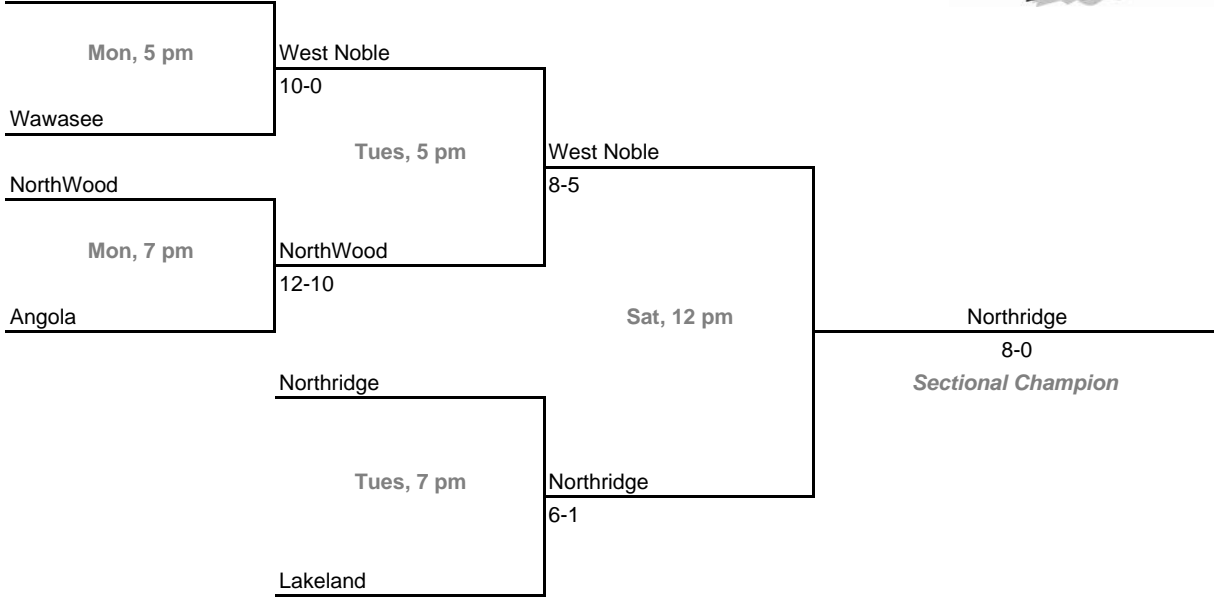 Mon, 5 pm
West Noble
10-0
Wawasee
Tues, 5 pm
West Noble
NorthWood
8-5
Mon, 7 pm
NorthWood
12-10
Angola
Sat, 12 pm
Northridge
8-0
Northridge
Sectional Champion
Tues, 7 pm
Northridge
6-1
Lakeland